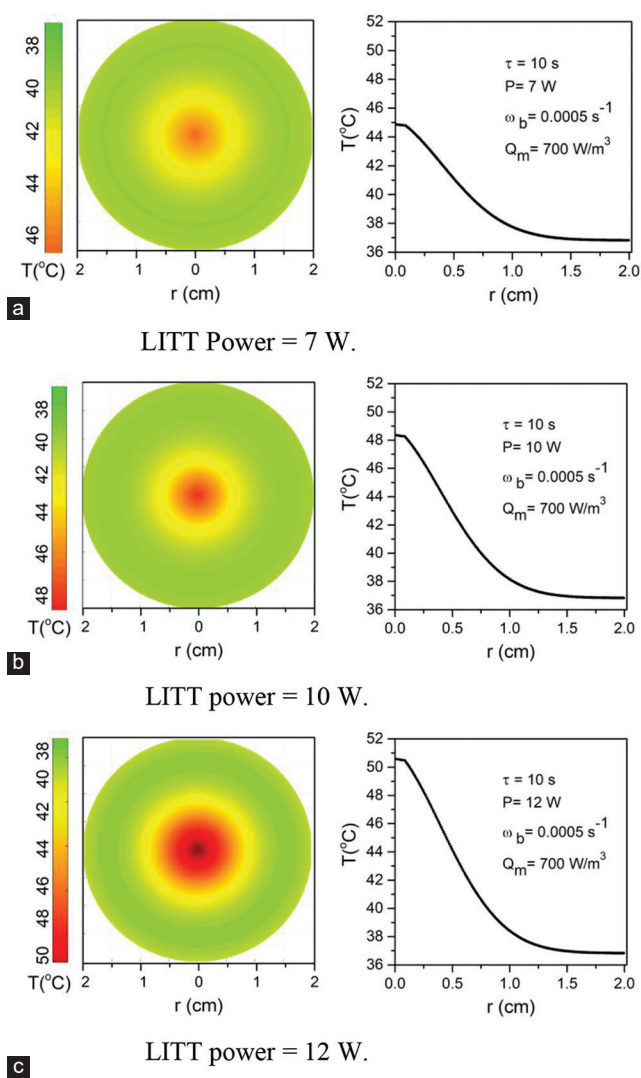 38
40
42
44
46
T(°C)
2 1 0 1 2
r (cm)
52
50
48
46
44
42
40
38
36
T(°C)
τ = 10 s
P= 7 W
ω b = 0.0005 s⁻¹
Qm= 700 W/m³
0.0 0.5 1.0 1.5 2.0
r (cm)
a
LITT Power = 7 W.
38
40
42
44
46
48
T(°C)
2 1 0 1 2
r (cm)
52
50
48
46
44
42
40
38
36
T(°C)
τ = 10 s
P= 10 W
ω b = 0.0005 s⁻¹
Qm= 700 W/m³
0.0 0.5 1.0 1.5 2.0
r (cm)
b
LITT power = 10 W.
38
40
42
44
46
48
50
T(°C)
2 1 0 1 2
r (cm)
52
50
48
46
44
42
40
38
36
T(°C)
τ = 10 s
P= 12 W
ω b = 0.0005 s⁻¹
Qm= 700 W/m³
0.0 0.5 1.0 1.5 2.0
r (cm)
c
LITT power = 12 W.